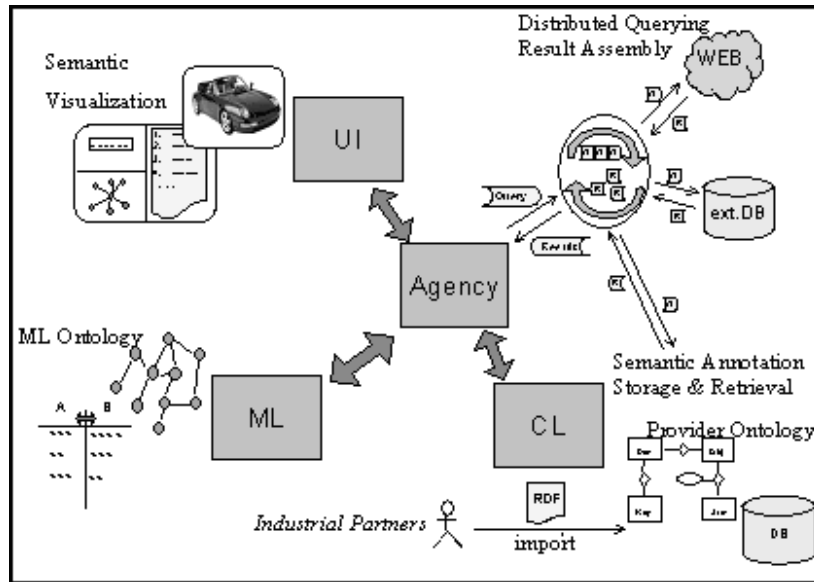 Semantic
Visualization
UI
Distributed Querying
Result Assembly
WEB
Query
Results
ext.DB
Agency
ML Ontology
A
B
ML
CL
Semantic Annotation
Storage & Retrieval
Provider Ontology
RDF
Industrial Partners
import
DB